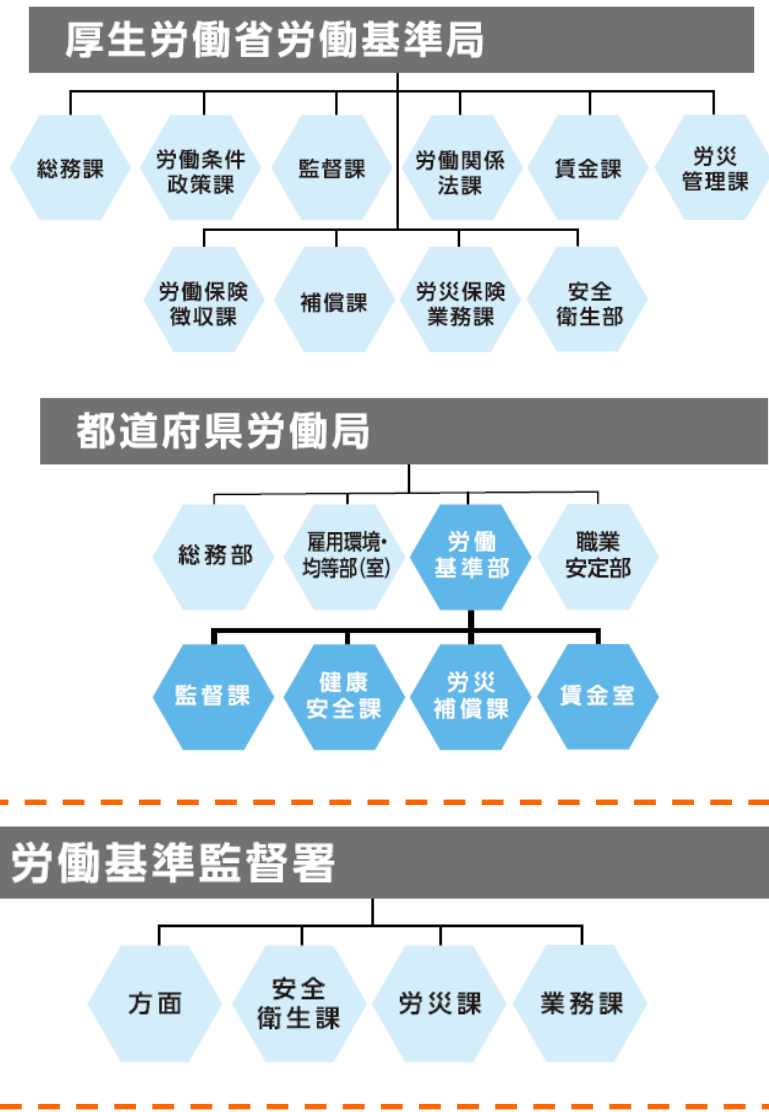 厚生労働省労働基準局
総務課
労働条件
政策課
監督課
労働関係
法課
賃金課
労災
管理課
労働保険
徴収課
補償課
労災保険
業務課
安全
衛生部
都道府県労働局
総務部
雇用環境・
均等部(室)
労働
基準部
職業
安定部
監督課
健康
安全課
労災
補償課
賃金室
労働基準監督署
方面
安全
衛生課
労災課
業務課